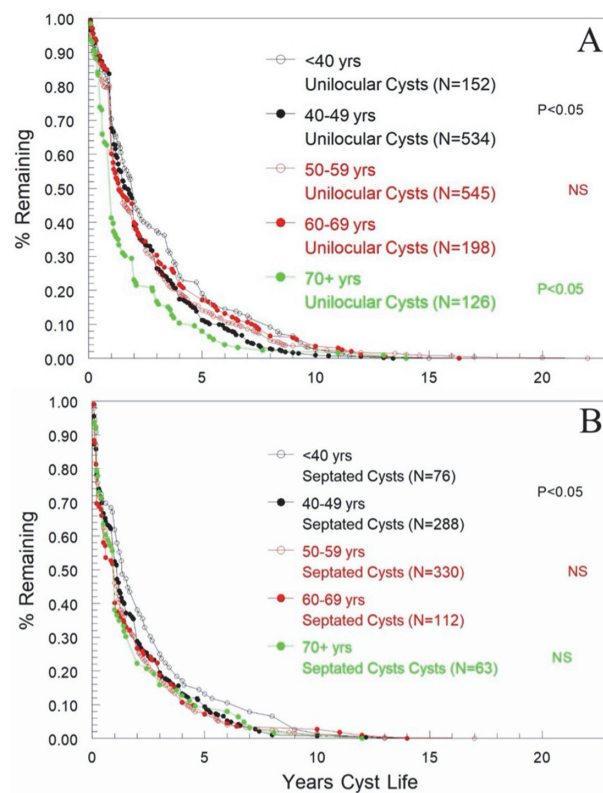 A
1.00
0.90
0.80
0.70
0.60
0.50
0.40
0.30
0.20
0.10
0.00
% Remaining
<40 yrs
Unilocular Cysts (N=152)
40-49 yrs
Unilocular Cysts (N=534)
P<0.05
50-59 yrs
Unilocular Cysts (N=545)
NS
60-69 yrs
Unilocular Cysts (N=198)
70+ yrs
Unilocular Cysts (N=126)
P<0.05
0 5 10 15 20
B
1.00
0.90
0.80
0.70
0.60
0.50
0.40
0.30
0.20
0.10
0.00
% Remaining
<40 yrs
Septated Cysts (N=76)
40-49 yrs
Septated Cysts (N=288)
P<0.05
50-59 yrs
Septated Cysts (N=330)
NS
60-69 yrs
Septated Cysts (N=112)
70+ yrs
Septated Cysts Cysts (N=63)
NS
0 5 10 15 20
Years Cyst Life